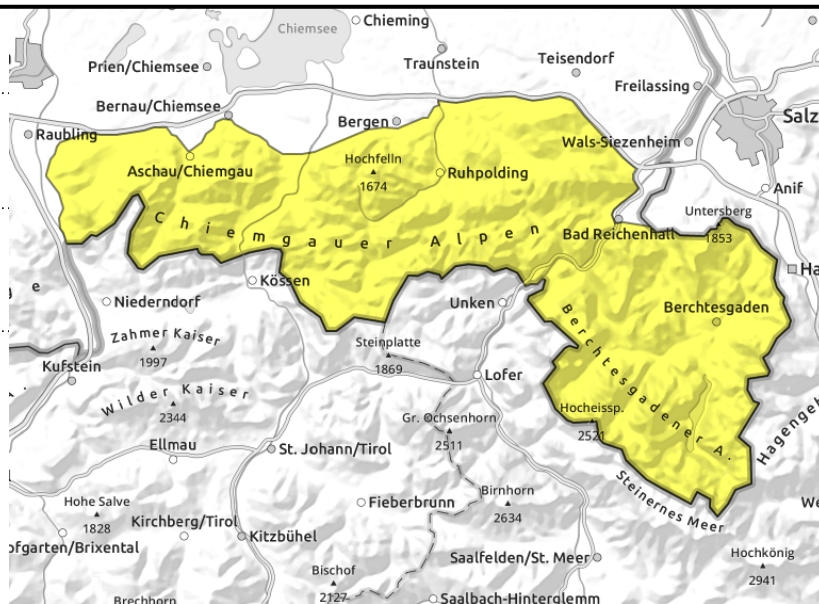 Chieming
Chiemsee
Prien/Chiemsee
Traunstein
Teisendorf
Freilassing
Bernau/Chiemsee
Raubling
Bergen
Salz
Wals-Siezenheim
Aschau/Chiemgau
Hochfelln
1674
Ruhpolding
Anif
Untersberg
1853
Chiemgauer Alpen
Bad Reichenhall
Ha
Kössen
g e
Niederndorf
Unken
Berchtesgaden
Berchtesgadener A.
Zahmer Kaiser
1997
Steinplatte
1869
Kufstein
Lofer
Wilder Kaiser
2344
Hocheissp.
2521
Gr. Ochsenhorn
2511
Hagengeb
Ellmau
St. Johann/Tirol
Steinernes Meer
Birnhorn
2634
Hohe Salve
1828
Fieberbrunn
We
Kirchberg/Tirol
Kitzbühel
ofgarten/Brixental
Saalfelden/St. Meer
Hochkönig
2941
Bischof
2127
Brechhorn
Saalbach-Hinterglemm